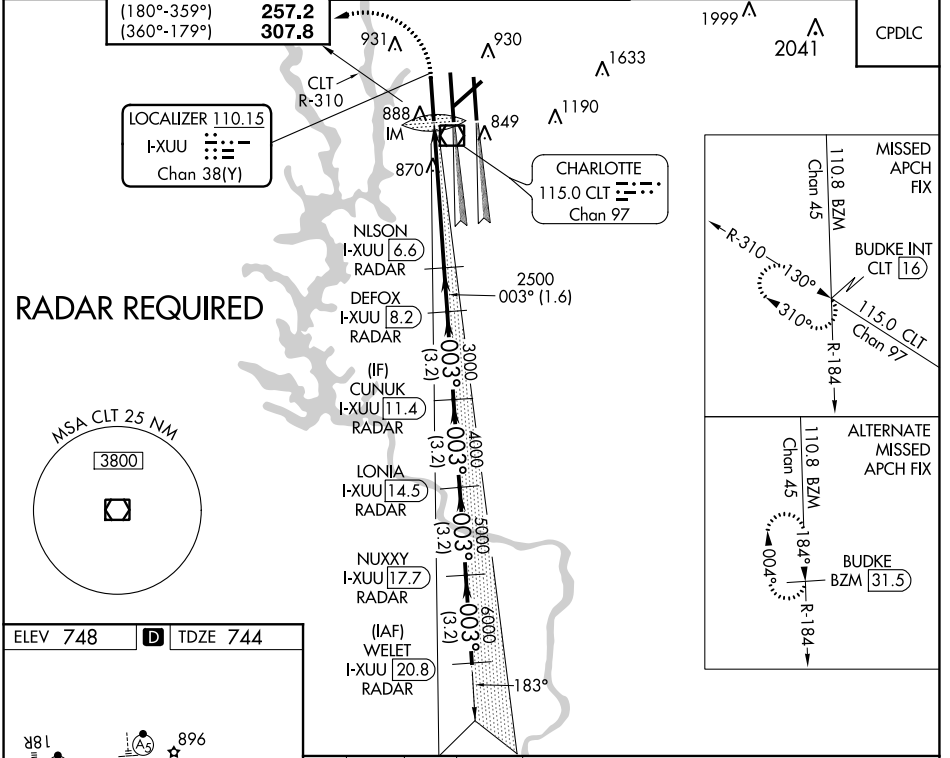 (180°-359°) 257.2
(360°-179°) 307.8
CPDLC
1999
2041
931
930
1633
CLT
R-310
1190
888
IM
849
870
LOCALIZER 110.15
I-XUU
Chan 38(Y)
CHARLOTTE
115.0 CLT
Chan 97
NLSON
I-XUU 6.6
RADAR
2500
003° (1.6)
DEFOX
I-XUU 8.2
RADAR
RADAR REQUIRED
3000
003°
(3.2)
(IF)
CUNUK
I-XUU 11.4
RADAR
4000
003°
(3.2)
LONIA
I-XUU 14.5
RADAR
5000
003°
(3.2)
NUXXY
I-XUU 17.7
RADAR
6000
003°
(3.2)
(IAF)
WELET
I-XUU 20.8
RADAR
183°
MSA CLT 25 NM
3800
MISSED
APCH
FIX
110.8 BZM
Chan 45
R-310
130°
310°
BUDKE INT
CLT 16
115.0 CLT
Chan 97
R-184
ALTERNATE
MISSED
APCH FIX
110.8 BZM
Chan 45
184°
004°
BUDKE
BZM 31.5
R-184
ELEV 748 D TDZE 744
18R
A5
896